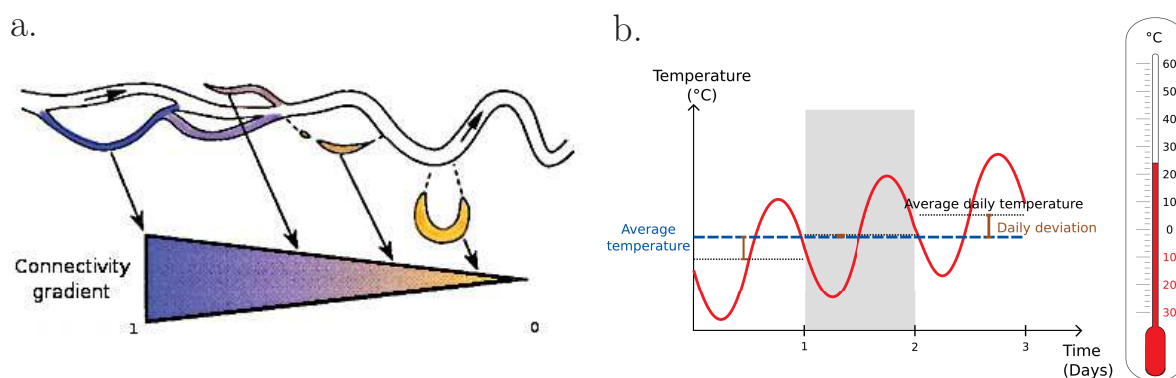 a.
Connectivity
gradient
1
0
b.
Temperature
(°C)
Average
temperature
Average daily temperature
Daily deviation
1
2
3
Time
(Days)
°C
60
50
40
30
20
10
0
10
20
30